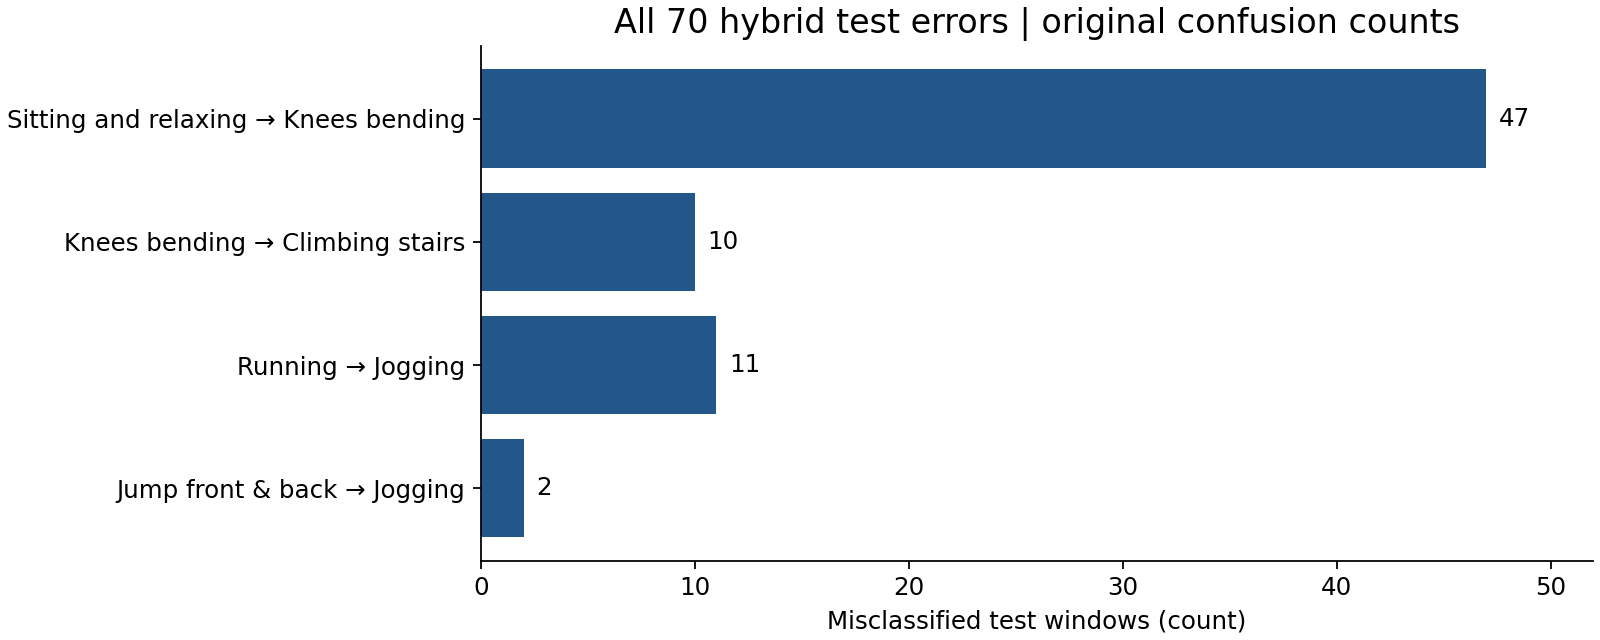 All 70 hybrid test errors | original confusion counts
Sitting and relaxing → Knees bending
47
Knees bending → Climbing stairs
10
Running → Jogging
11
Jump front & back → Jogging
2
0 10 20 30 40 50
Misclassified test windows (count)